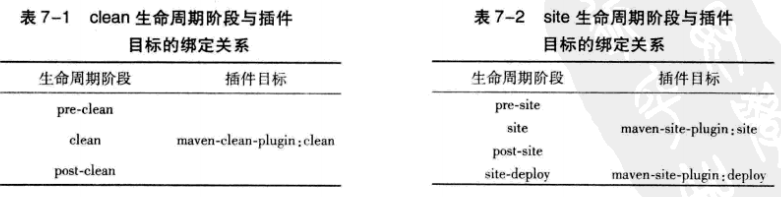 表 7-1 clean 生命周期阶段与插件
目标的绑定关系
生命周期阶段 插件目标
pre-clean
clean maven-clean-plugin:clean
post-clean
表 7-2 site 生命周期阶段与插件
目标的绑定关系
生命周期阶段 插件目标
pre-site
site maven-site-plugin:site
post-site
site-deploy maven-site-plugin:deploy